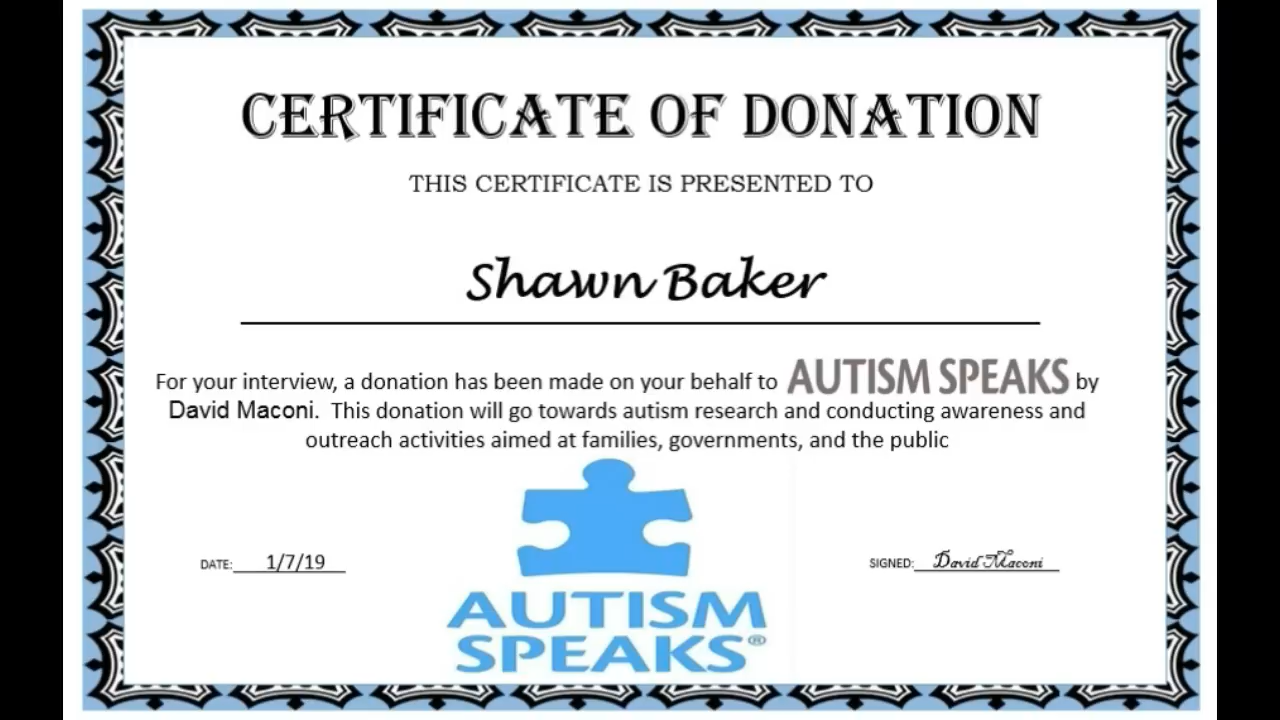 CERTIFICATE OF DONATION
THIS CERTIFICATE IS PRESENTED TO
Shawn Baker
For your interview, a donation has been made on your behalf to AUTISM SPEAKS by
David Maconi. This donation will go towards autism research and conducting awareness and
outreach activities aimed at families, governments, and the public
DATE: 1/7/19
SIGNED: David Maconi
AUTISM
SPEAKS®